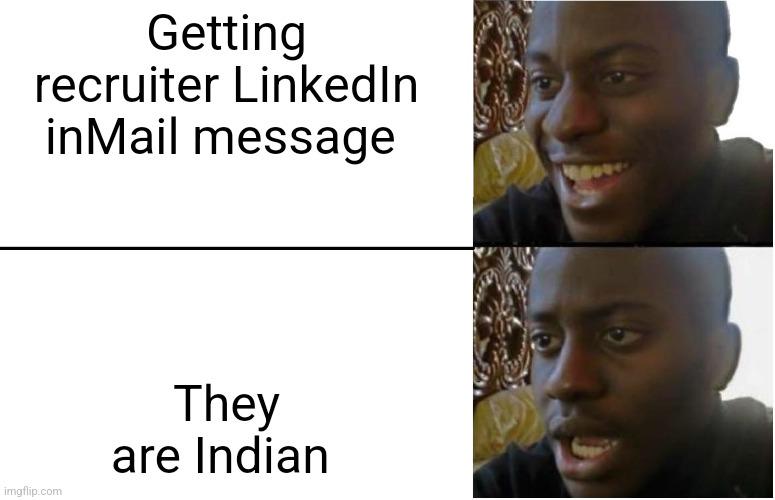 Getting
recruiter LinkedIn
inMail message
They
are Indian
imgflip.com